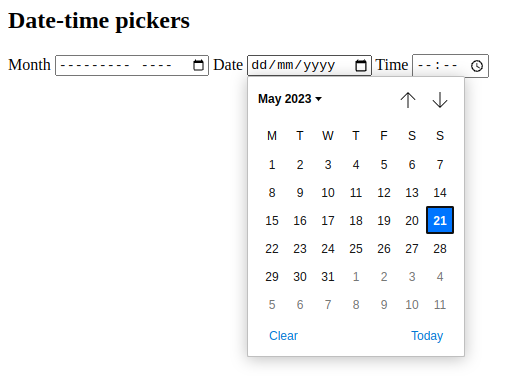 Date-time pickers
Month --------- ---- Date dd/mm/yyyy Time --:--
May 2023
M T W T F S S
1 2 3 4 5 6 7
8 9 10 11 12 13 14
15 16 17 18 19 20 21
22 23 24 25 26 27 28
29 30 31 1 2 3 4
5 6 7 8 9 10 11
Clear Today